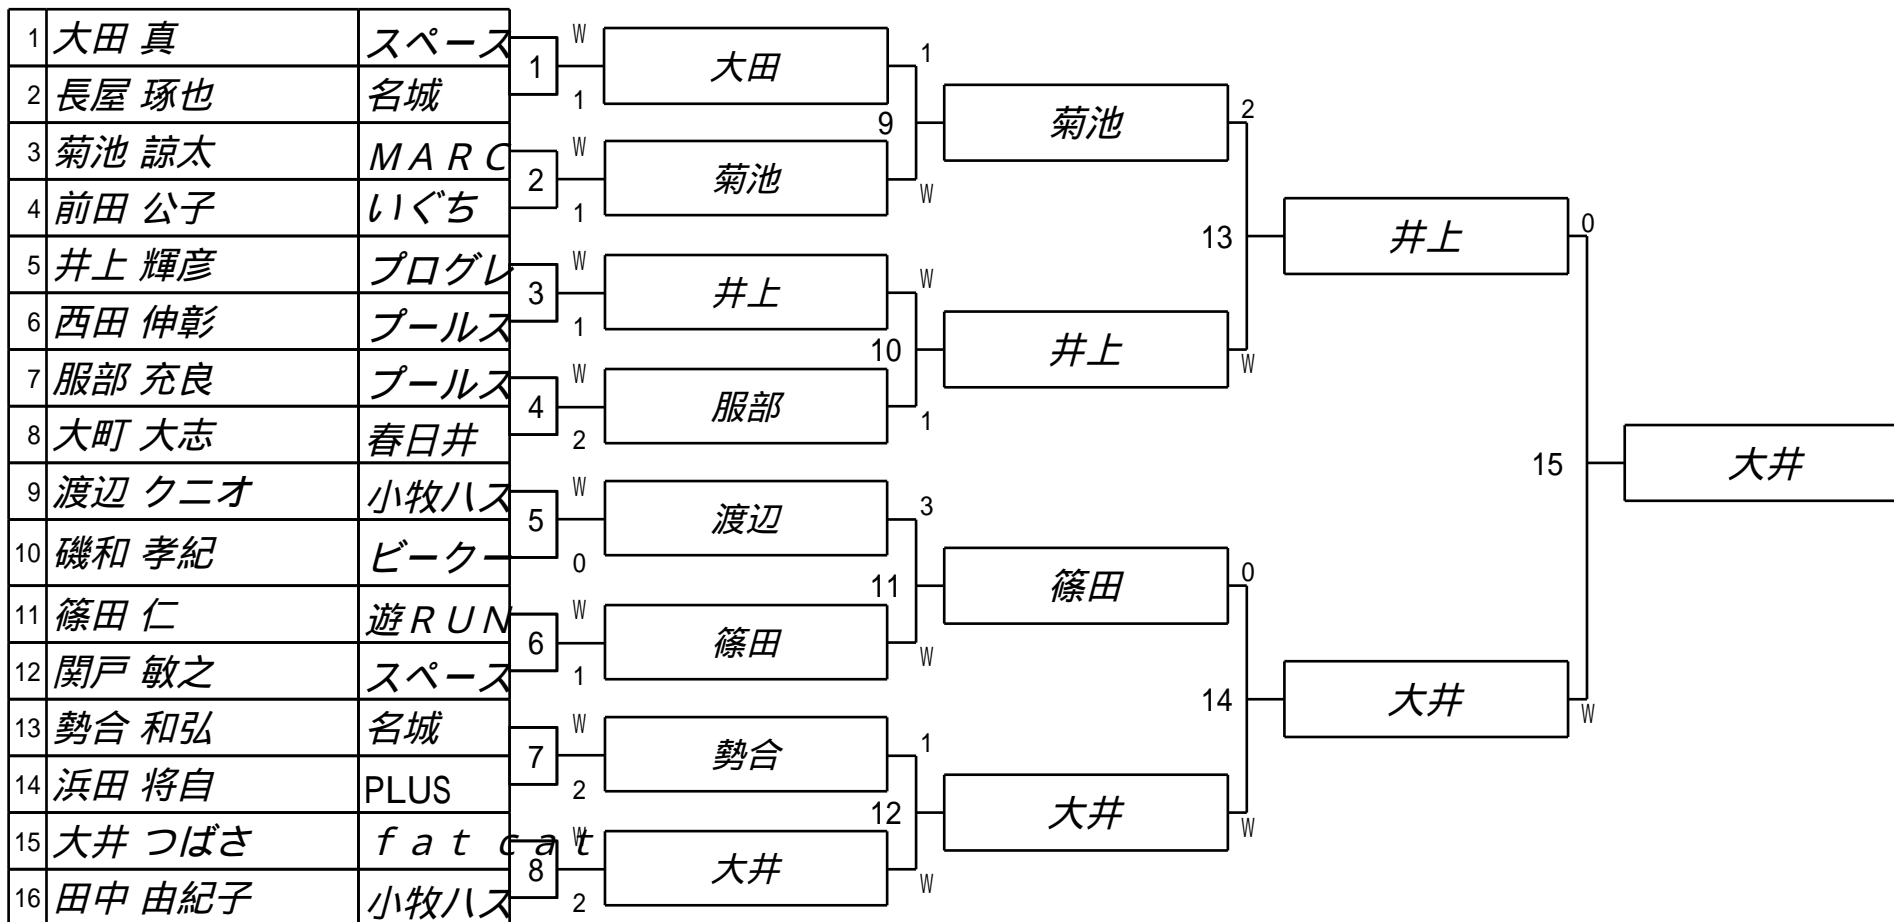 1 大田 真 スペース
2 長屋 琢也 名城
3 菊池 諒太 ＭＡＲＣ
4 前田 公子 いぐち
5 井上 輝彦 プログレ
6 西田 伸彰 プールス
7 服部 充良 プールス
8 大町 大志 春日井
9 渡辺 クニオ 小牧ハス
10 磯和 孝紀 ビークー
11 篠田 仁 遊ＲＵＮ
12 関戸 敏之 スペース
13 勢合 和弘 名城
14 浜田 将自 PLUS
15 大井 つばさ ｆａｔ ｃａｔ
16 田中 由紀子 小牧ハス
W
1
1
W
2
1
W
3
1
W
4
2
W
5
0
W
6
1
W
7
2
W
8
2
大田
菊池
井上
服部
渡辺
篠田
勢合
大井
1
9
W
W
10
1
3
11
W
1
12
W
菊池
井上
篠田
大井
2
13
W
0
14
W
井上
大井
0
15
W
大井